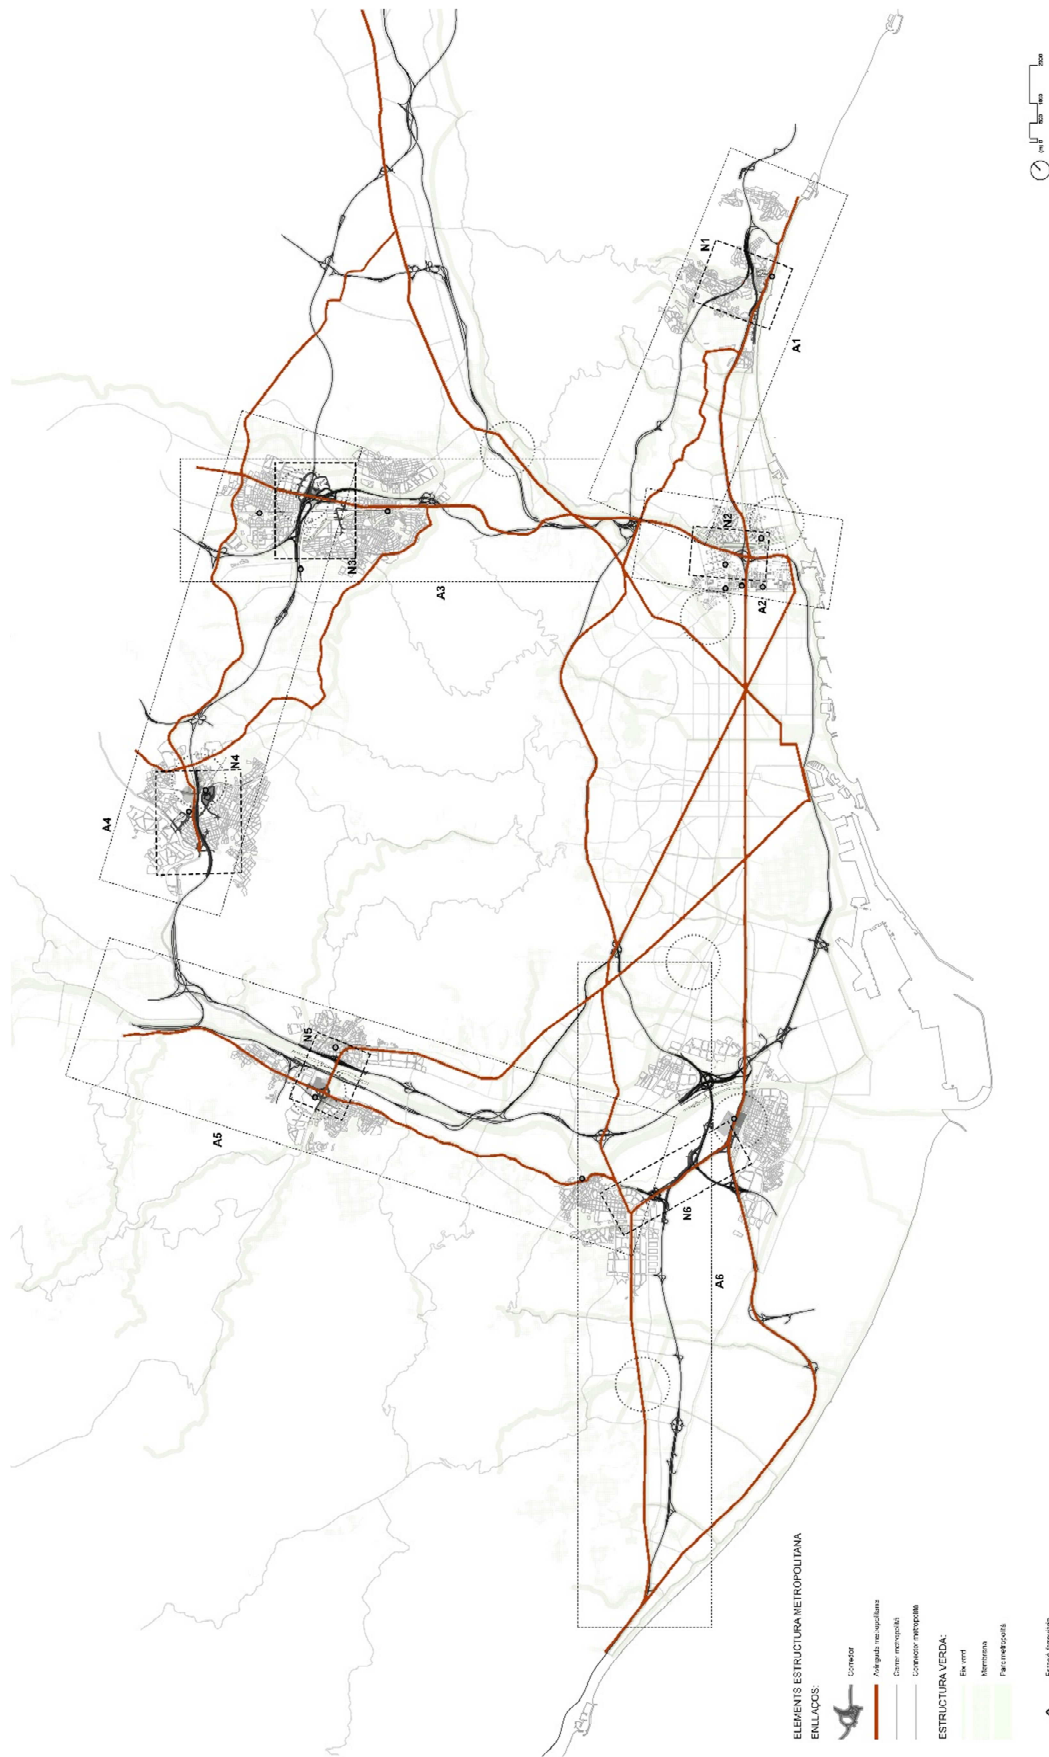 N1
A1
N2
A2
N3
A3
N4
A4
N5
A5
N6
A6
ELEMENTS ESTRUCTURA METROPOLITANA
ENLLAÇOS:
Corredor
Avinguda metropolitana
Carrer metropolità
Connector metropolità
ESTRUCTURA VERDA:
Eix verd
Membrana
Parc metropolità